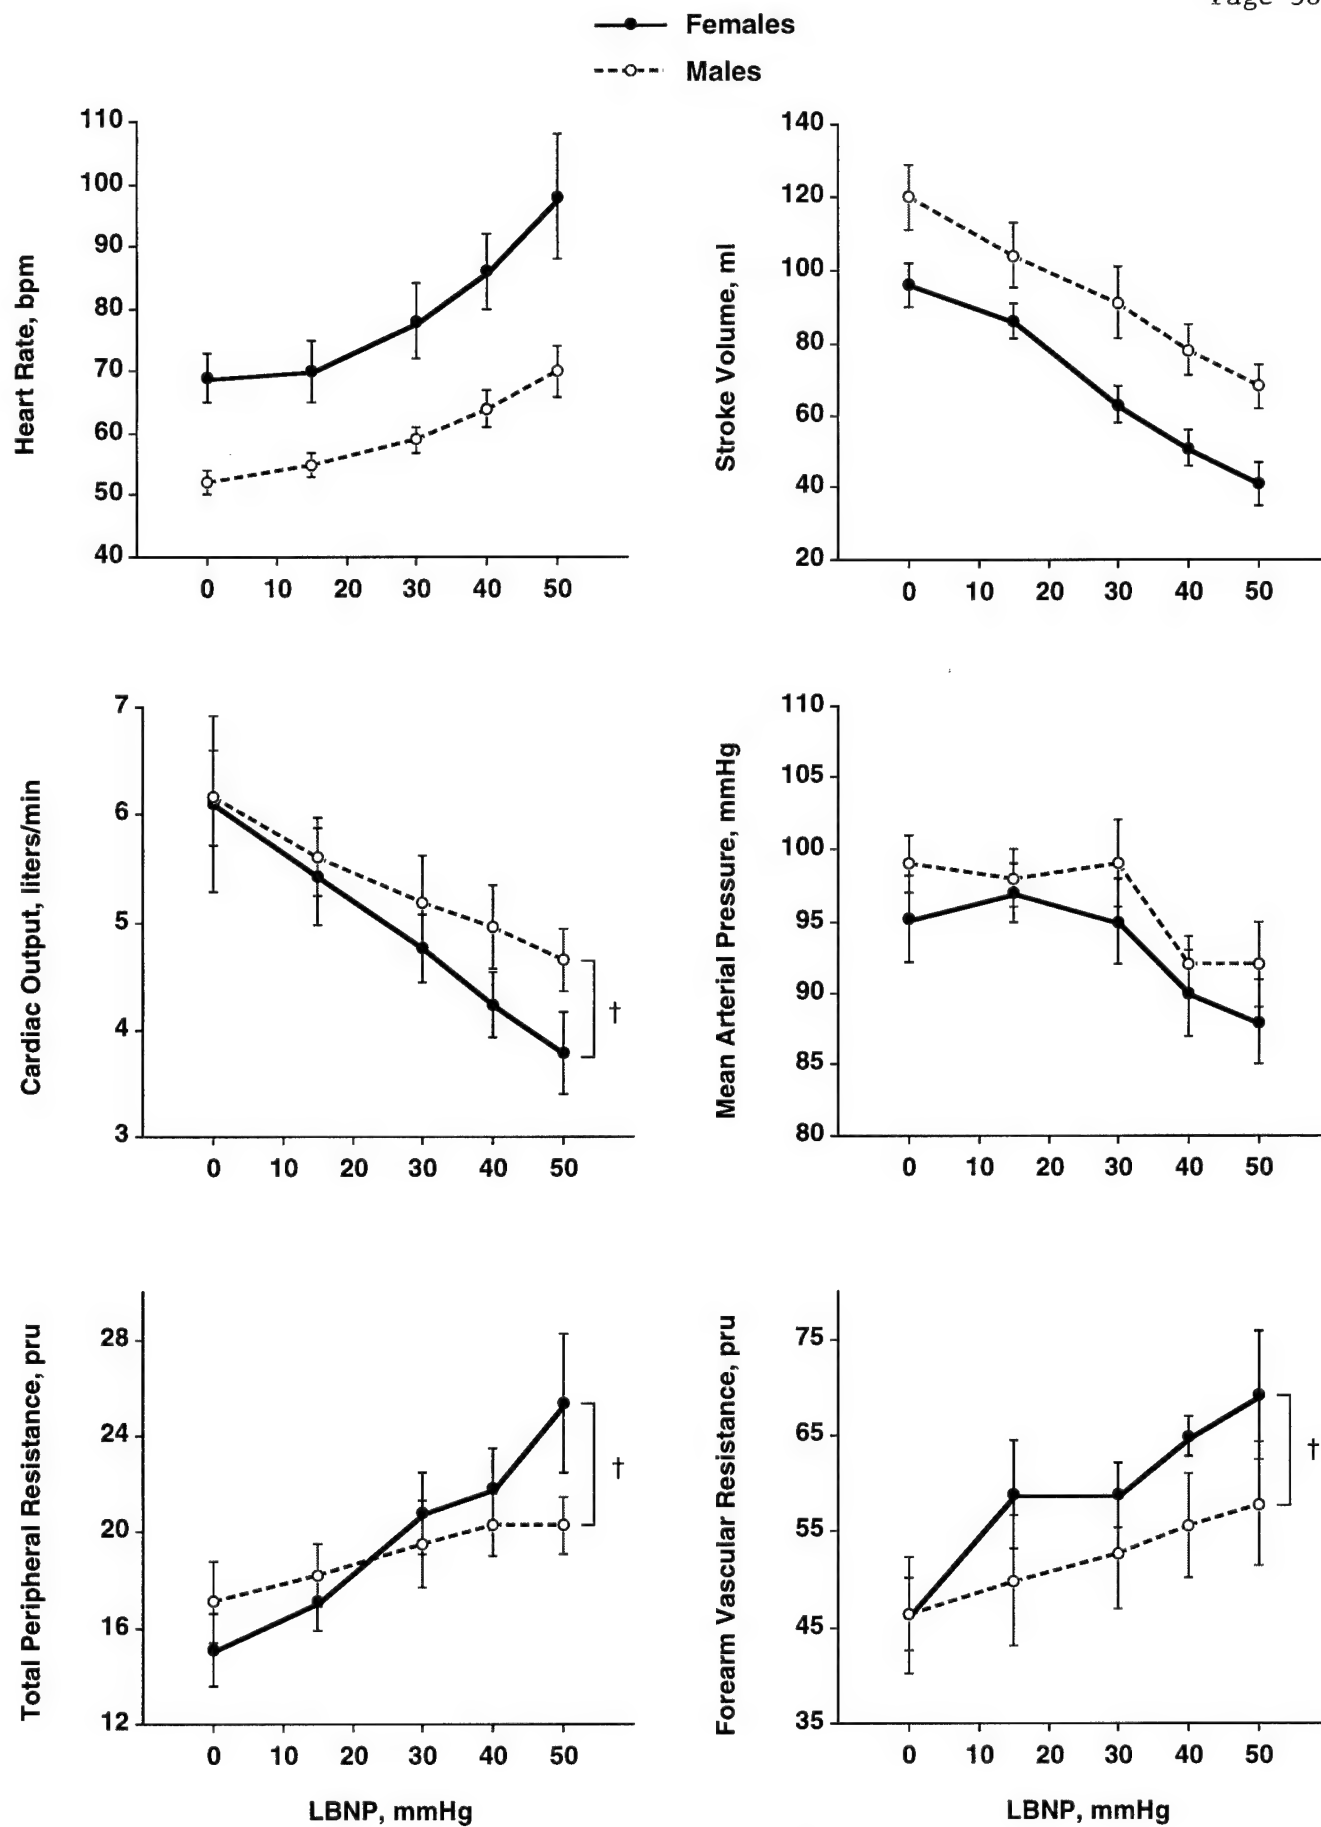 Females
Males
Heart Rate, bpm
110
100
90
80
70
60
50
40
0 10 20 30 40 50
Stroke Volume, ml
140
120
100
80
60
40
20
0 10 20 30 40 50
Cardiac Output, liters/min
7
6
5
4
3
†
0 10 20 30 40 50
Mean Arterial Pressure, mmHg
110
105
100
95
90
85
80
0 10 20 30 40 50
Total Peripheral Resistance, pru
28
24
20
16
12
†
0 10 20 30 40 50
LBNP, mmHg
Forearm Vascular Resistance, pru
75
65
55
45
35
†
0 10 20 30 40 50
LBNP, mmHg